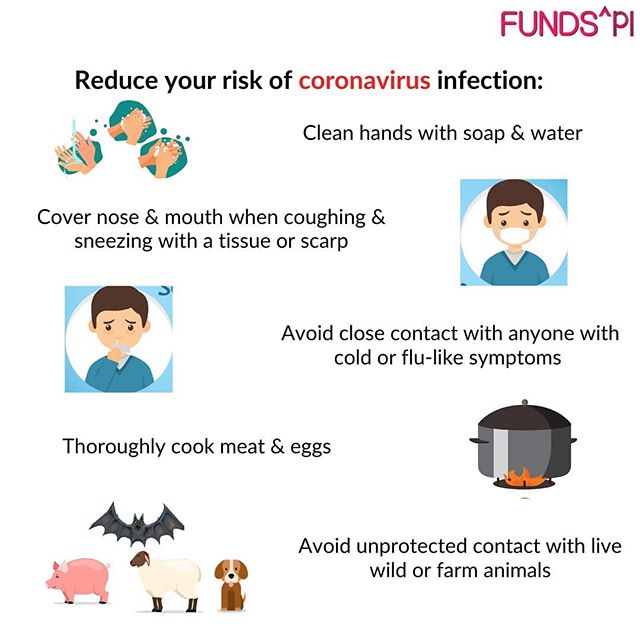 FUNDS^PI
Reduce your risk of coronavirus infection:
Clean hands with soap & water
Cover nose & mouth when coughing &
sneezing with a tissue or scarp
Avoid close contact with anyone with
cold or flu-like symptoms
Thoroughly cook meat & eggs
Avoid unprotected contact with live
wild or farm animals